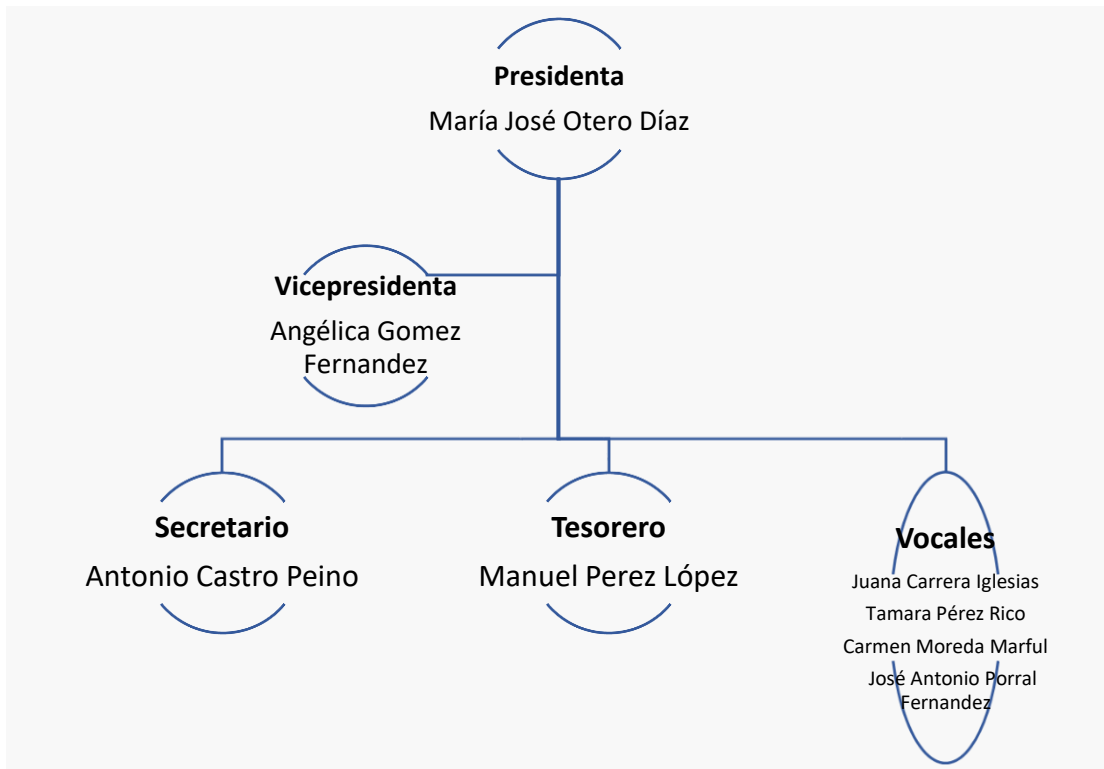 Presidenta
María José Otero Díaz
Vicepresidenta
Angélica Gomez
Fernandez
Secretario
Antonio Castro Peino
Tesorero
Manuel Perez López
Vocales
Juana Carrera Iglesias
Tamara Pérez Rico
Carmen Moreda Marful
José Antonio Porral
Fernandez